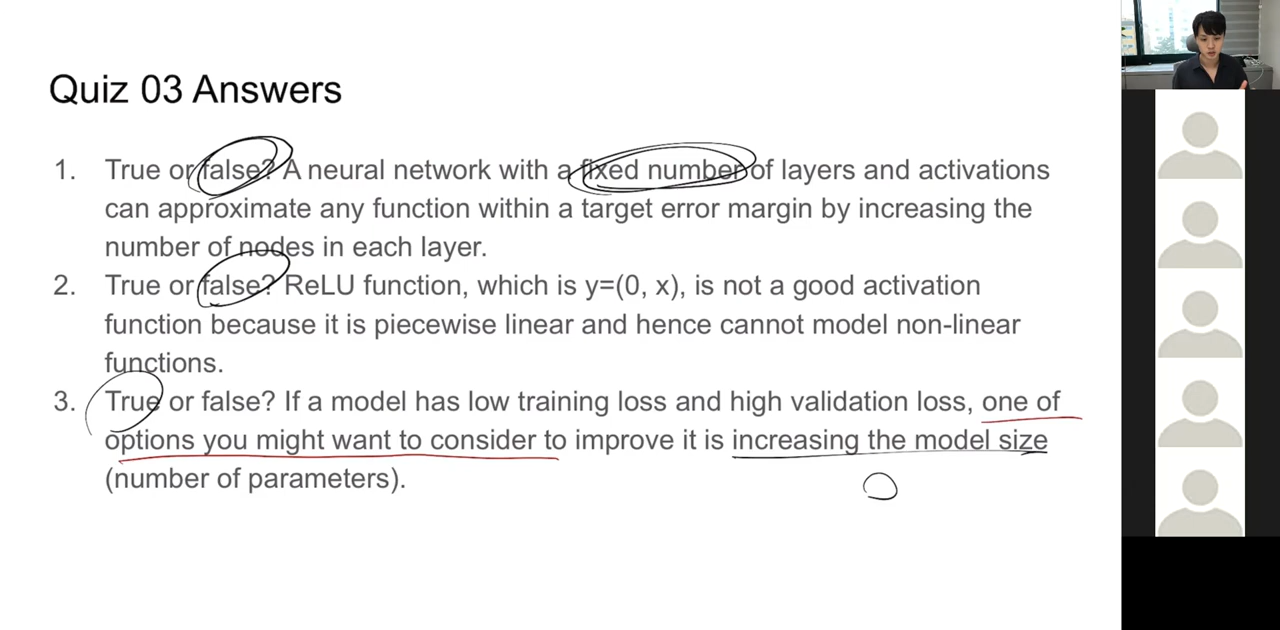 Quiz 03 Answers
1. True or false? A neural network with a fixed number of layers and activations
can approximate any function within a target error margin by increasing the
number of nodes in each layer.
2. True or false? ReLU function, which is y=(0, x), is not a good activation
function because it is piecewise linear and hence cannot model non-linear
functions.
3. True or false? If a model has low training loss and high validation loss, one of
options you might want to consider to improve it is increasing the model size
(number of parameters).